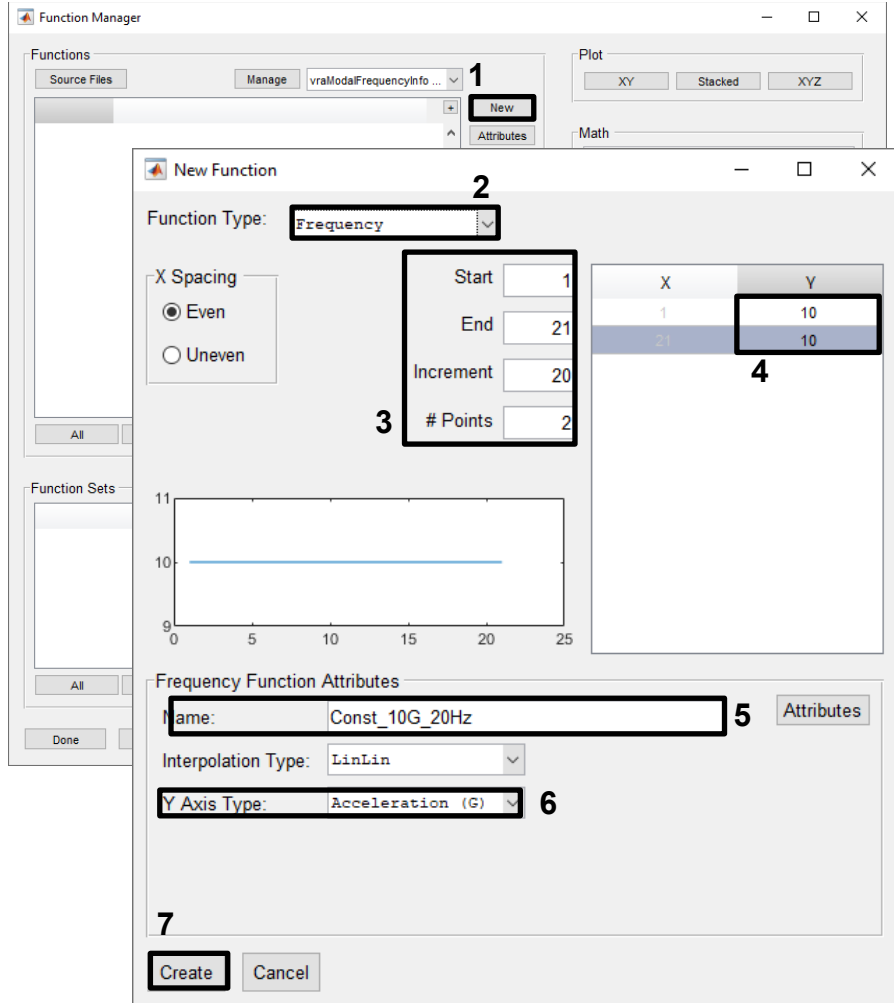 Function Manager
Functions
Plot
Source Files
Manage
vraModalFrequencyInfo ...
1
XY
Stacked
XYZ
+
New
Attributes
Math
New Function
2
Function Type:
Frequency
X Spacing
Even
Uneven
Start
1
End
21
Increment
20
3
# Points
2
X
Y
1
10
21
10
4
All
Function Sets
11
10
9
0
5
10
15
20
25
All
Frequency Function Attributes
Name:
Const_10G_20Hz
5
Attributes
Done
Interpolation Type:
LinLin
Y Axis Type:
Acceleration (G)
6
7
Create
Cancel